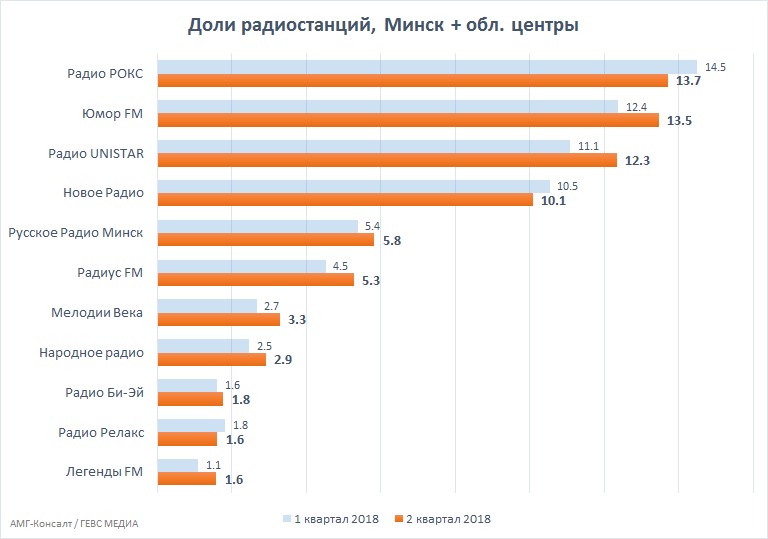 Доли радиостанций, Минск + обл. центры
Радио РОКС 14.5
13.7
Юмор FM 12.4
13.5
Радио UNISTAR 11.1
12.3
Новое Радио 10.5
10.1
Русское Радио Минск 5.4
5.8
Радиус FM 4.5
5.3
Мелодии Века 2.7
3.3
Народное радио 2.5
2.9
Радио Би-Эй 1.6
1.8
Радио Релакс 1.8
1.6
Легенды FM 1.1
1.6
АМГ-Консалт / ГЕВС МЕДИА
1 квартал 2018 2 квартал 2018